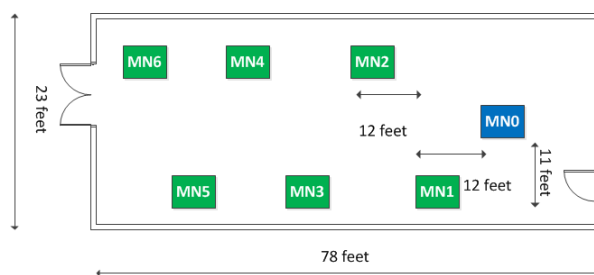 MN6
MN4
MN2
23 feet
MN0
12 feet
11 feet
MN5
MN3
MN1
12 feet
78 feet